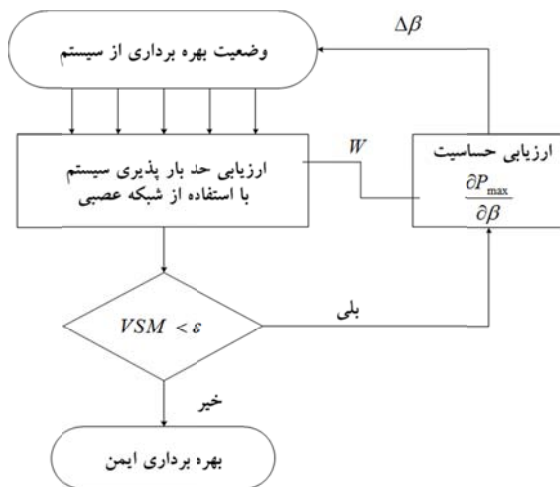 Δβ
وضعیت بهره برداری از سیستم
ارزیابی حد بار پذیری سیستم
با استفاده از شبکه عصبی
W
ارزیابی حساسیت
∂P_max
∂β
VSM < ε
بلی
خیر
بهره برداری ایمن